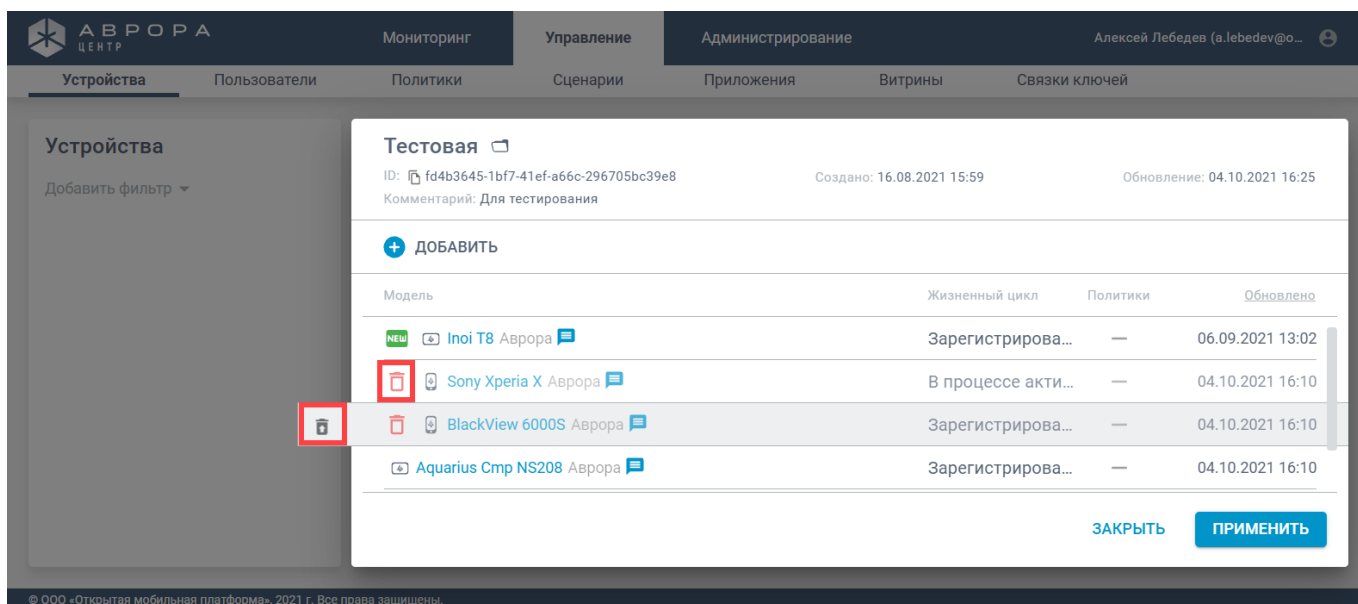 АВРОРА
ЦЕНТР
Мониторинг Управление Администрирование Алексей Лебедев (a.lebedev@o...
Устройства Пользователи Политики Сценарии Приложения Витрины Связки ключей
Устройства
Добавить фильтр
Тестовая
ID: fd4b3645-1bf7-41ef-a66c-296705bc39e8 Создано: 16.08.2021 15:59 Обновление: 04.10.2021 16:25
Комментарий: Для тестирования
ДОБАВИТЬ
Модель Жизненный цикл Политики Обновлено
NEW Inoi T8 Аврора Зарегистрирова... — 06.09.2021 13:02
Sony Xperia X Аврора В процессе акти... — 04.10.2021 16:10
BlackView 6000S Аврора Зарегистрирова... — 04.10.2021 16:10
Aquarius Cmp NS208 Аврора Зарегистрирова... — 04.10.2021 16:10
ЗАКРЫТЬ ПРИМЕНИТЬ
© ООО «Открытая мобильная платформа», 2021 г. Все права защищены.